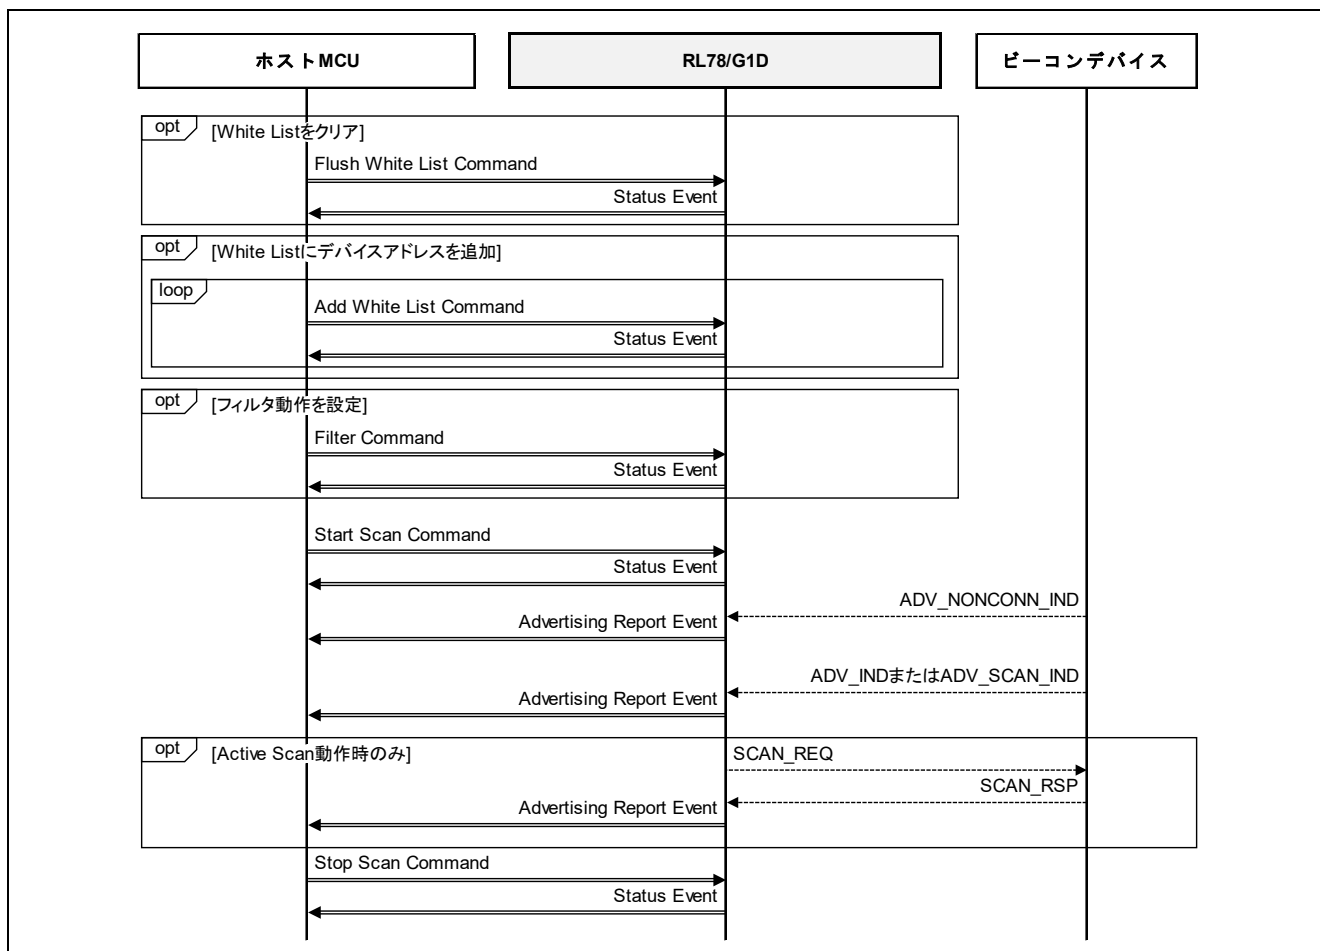 ホストMCU
RL78/G1D
ビーコンデバイス
opt
[White Listをクリア]
Flush White List Command
Status Event
opt
[White Listにデバイスアドレスを追加]
loop
Add White List Command
Status Event
opt
[フィルタ動作を設定]
Filter Command
Status Event
Start Scan Command
Status Event
ADV_NONCONN_IND
Advertising Report Event
ADV_INDまたはADV_SCAN_IND
Advertising Report Event
opt
[Active Scan動作時のみ]
SCAN_REQ
SCAN_RSP
Advertising Report Event
Stop Scan Command
Status Event